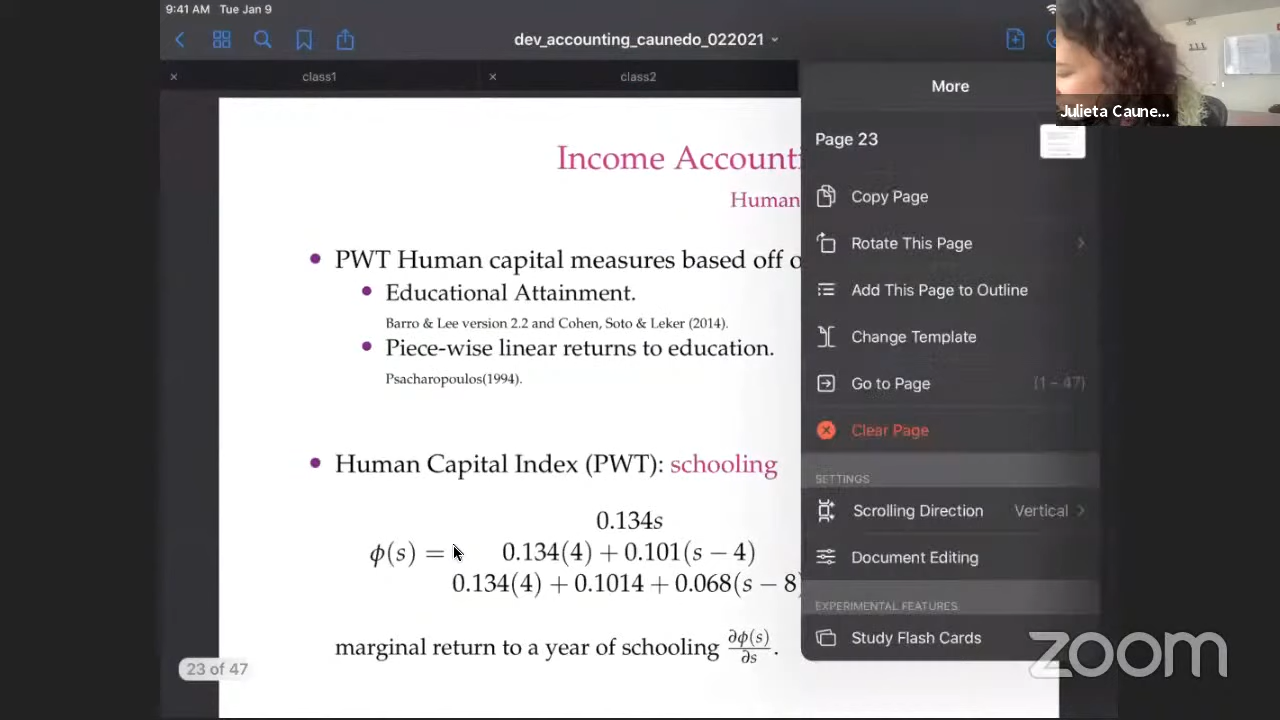 9:41 AM Tue Jan 9
dev_accounting_caunedo_022021
class1
class2
More
Julieta Caune...
Page 23
Income Accounti
Human
Copy Page
Rotate This Page
PWT Human capital measures based off o
Educational Attainment.
Add This Page to Outline
Barro & Lee version 2.2 and Cohen, Soto & Leker (2014).
Piece-wise linear returns to education.
Change Template
Psacharopoulos(1994).
Go to Page (1 – 47)
Clear Page
Human Capital Index (PWT): schooling
SETTINGS
Scrolling Direction Vertical
0.134s
ϕ(s) = 0.134(4) + 0.101(s − 4)
Document Editing
0.134(4) + 0.1014 + 0.068(s − 8)
EXPERIMENTAL FEATURES
Study Flash Cards
marginal return to a year of schooling ∂ϕ(s)/∂s.
23 of 47
zoom